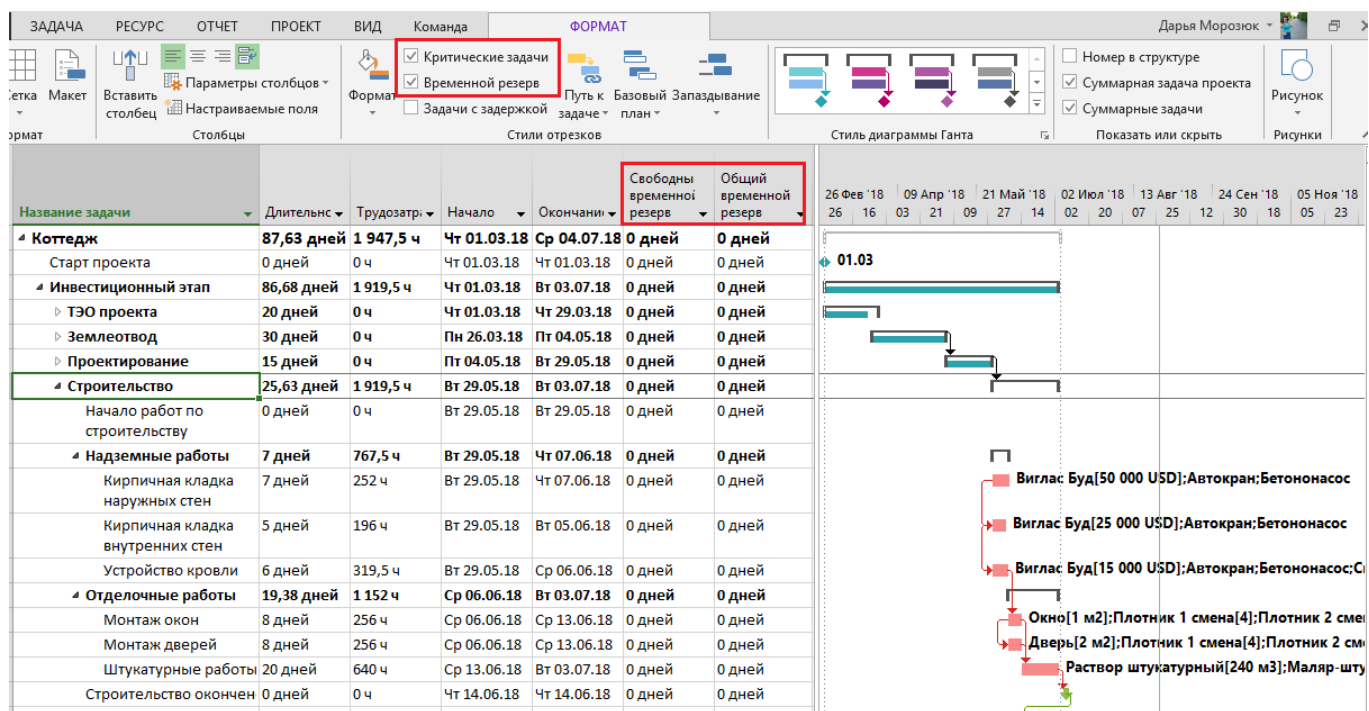 ЗАДАЧА РЕСУРС ОТЧЕТ ПРОЕКТ ВИД Команда ФОРМАТ Дарья Морозюк
Критические задачи Номер в структуре
Параметры столбцов Временной резерв Суммарная задача проекта
Макет Вставить столбец Настраиваемые поля Формат Задачи с задержкой Путь к задаче Базовый план Запаздывание Суммарные задачи Рисунок
Столбцы Стили отрезков Стиль диаграммы Ганта Показать или скрыть Рисунки
Название задачи Длительнс Трудозатра Начало Окончани Свободны временной резерв Общий временной резерв
26 Фев '18 09 Апр '18 21 Май '18 02 Июл '18 13 Авг '18 24 Сен '18 05 Ноя '18
26 16 03 21 09 27 14 02 20 07 25 12 30 18 05 23
Коттедж 87,63 дней 1 947,5 ч Чт 01.03.18 Ср 04.07.18 0 дней 0 дней
Старт проекта 0 дней 0 ч Чт 01.03.18 Чт 01.03.18 0 дней 0 дней 01.03
Инвестиционный этап 86,68 дней 1 919,5 ч Чт 01.03.18 Вт 03.07.18 0 дней 0 дней
ТЭО проекта 20 дней 0 ч Чт 01.03.18 Чт 29.03.18 0 дней 0 дней
Землеотвод 30 дней 0 ч Пн 26.03.18 Пт 04.05.18 0 дней 0 дней
Проектирование 15 дней 0 ч Пт 04.05.18 Вт 29.05.18 0 дней 0 дней
Строительство 25,63 дней 1 919,5 ч Вт 29.05.18 Вт 03.07.18 0 дней 0 дней
Начало работ по 0 дней 0 ч Вт 29.05.18 Вт 29.05.18 0 дней 0 дней
строительству
Надземные работы 7 дней 767,5 ч Вт 29.05.18 Чт 07.06.18 0 дней 0 дней
Кирпичная кладка 7 дней 252 ч Вт 29.05.18 Чт 07.06.18 0 дней 0 дней Виглас Буд[50 000 USD];Автокран;Бетононасос
наружных стен
Кирпичная кладка 5 дней 196 ч Вт 29.05.18 Вт 05.06.18 0 дней 0 дней Виглас Буд[25 000 USD];Автокран;Бетононасос
внутренних стен
Устройство кровли 6 дней 319,5 ч Вт 29.05.18 Ср 06.06.18 0 дней 0 дней Виглас Буд[15 000 USD];Автокран;Бетононасос;
Отделочные работы 19,38 дней 1 152 ч Ср 06.06.18 Вт 03.07.18 0 дней 0 дней
Монтаж окон 8 дней 256 ч Ср 06.06.18 Ср 13.06.18 0 дней 0 дней Окно[1 м2];Плотник 1 смена[4];Плотник 2 сме
Монтаж дверей 8 дней 256 ч Ср 06.06.18 Ср 13.06.18 0 дней 0 дней Дверь[2 м2];Плотник 1 смена[4];Плотник 2 см
Штукатурные работы 20 дней 640 ч Ср 13.06.18 Вт 03.07.18 0 дней 0 дней Раствор штукатурный[240 м3];Маляр-шту
Строительство окончен 0 дней 0 ч Чт 14.06.18 Чт 14.06.18 0 дней 0 дней